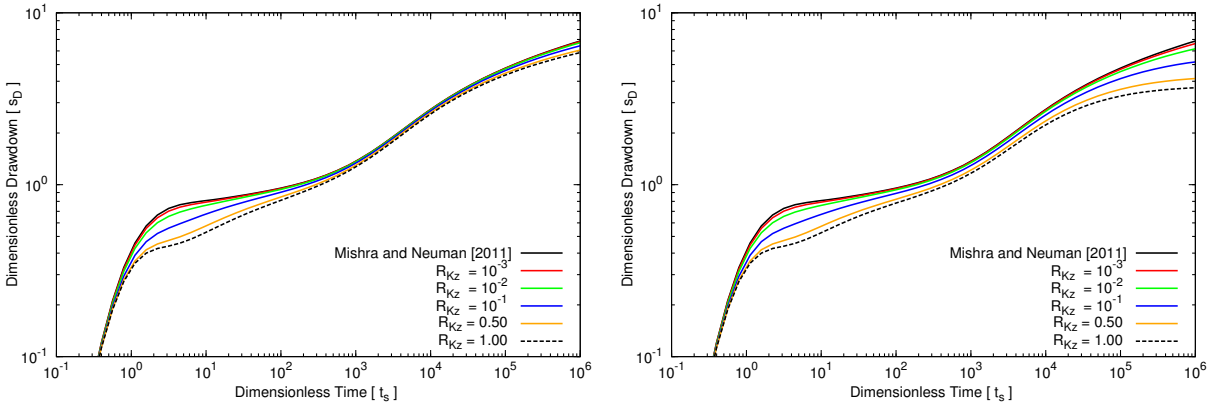 10^1
10^0
10^-1
Dimensionless Drawdown [ s_D ]
Mishra and Neuman [2011]
R_Kz = 10^-3
R_Kz = 10^-2
R_Kz = 10^-1
R_Kz = 0.50
R_Kz = 1.00
10^-1 10^0 10^1 10^2 10^3 10^4 10^5 10^6
Dimensionless Time [ t_s ]
10^1
10^0
10^-1
Dimensionless Drawdown [ s_D ]
Mishra and Neuman [2011]
R_Kz = 10^-3
R_Kz = 10^-2
R_Kz = 10^-1
R_Kz = 0.50
R_Kz = 1.00
10^-1 10^0 10^1 10^2 10^3 10^4 10^5 10^6
Dimensionless Time [ t_s ]